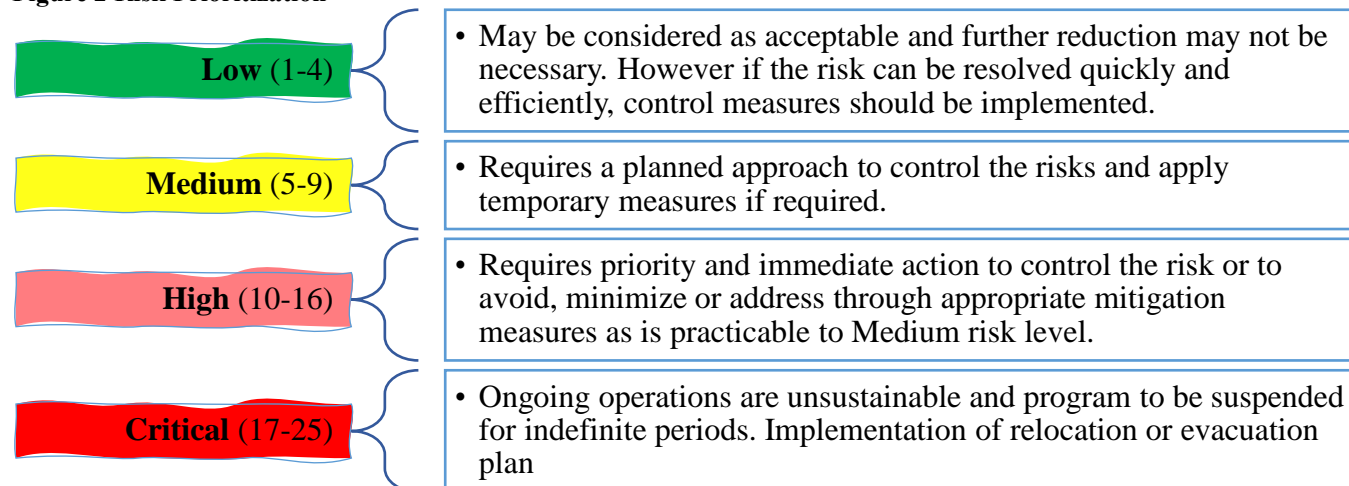 Figure 2 Risk Prioritization
Low (1-4)
• May be considered as acceptable and further reduction may not be
necessary. However if the risk can be resolved quickly and
efficiently, control measures should be implemented.
Medium (5-9)
• Requires a planned approach to control the risks and apply
temporary measures if required.
High (10-16)
• Requires priority and immediate action to control the risk or to
avoid, minimize or address through appropriate mitigation
measures as is practicable to Medium risk level.
Critical (17-25)
• Ongoing operations are unsustainable and program to be suspended
for indefinite periods. Implementation of relocation or evacuation
plan